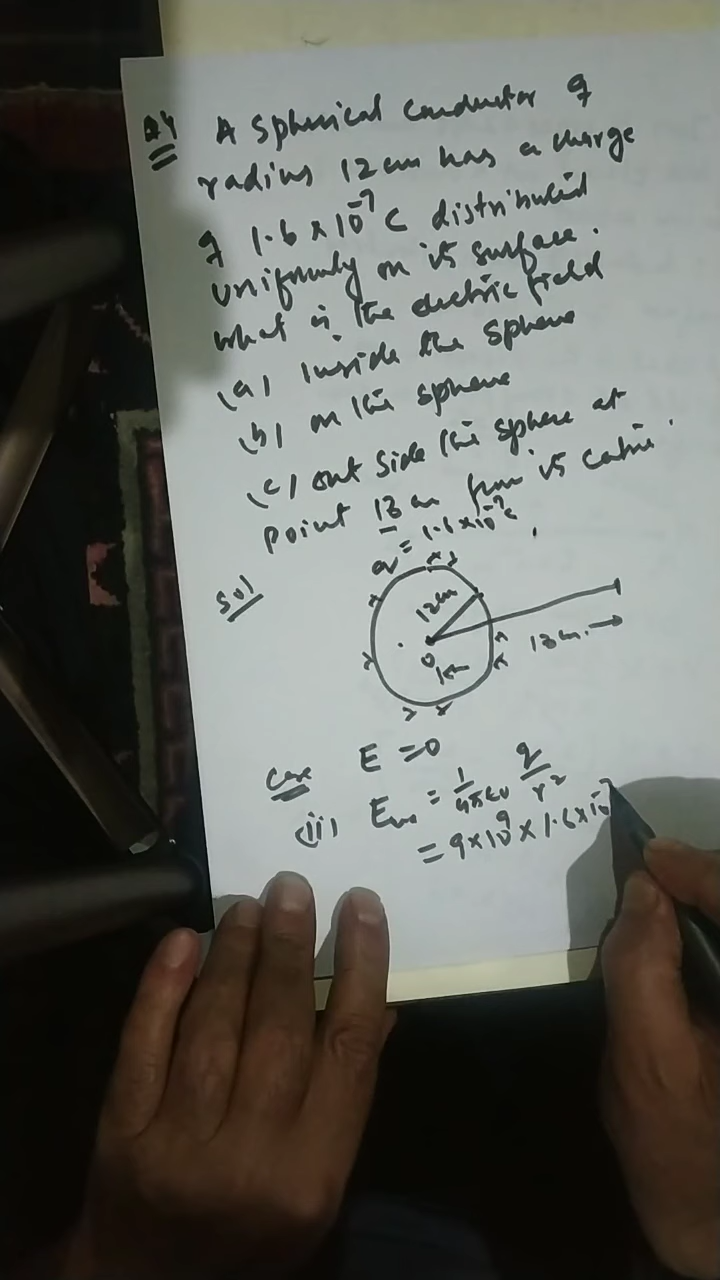 Q4 A spherical conductor of
radius 12 cm has a charge
of 1.6 × 10⁻⁷ C distributed
uniformly on its surface.
what is the electric field
(a) Inside the sphere
(b) on the sphere
(c) out side the sphere at
point 18 cm from its centre.
q = 1.6 × 10⁻⁷ C
Sol
12cm
O
18 cm.
Case E = 0
(ii) E = 1/4πε0 q/r²
= 9 × 10⁹ × 1.6 × 10⁻⁷